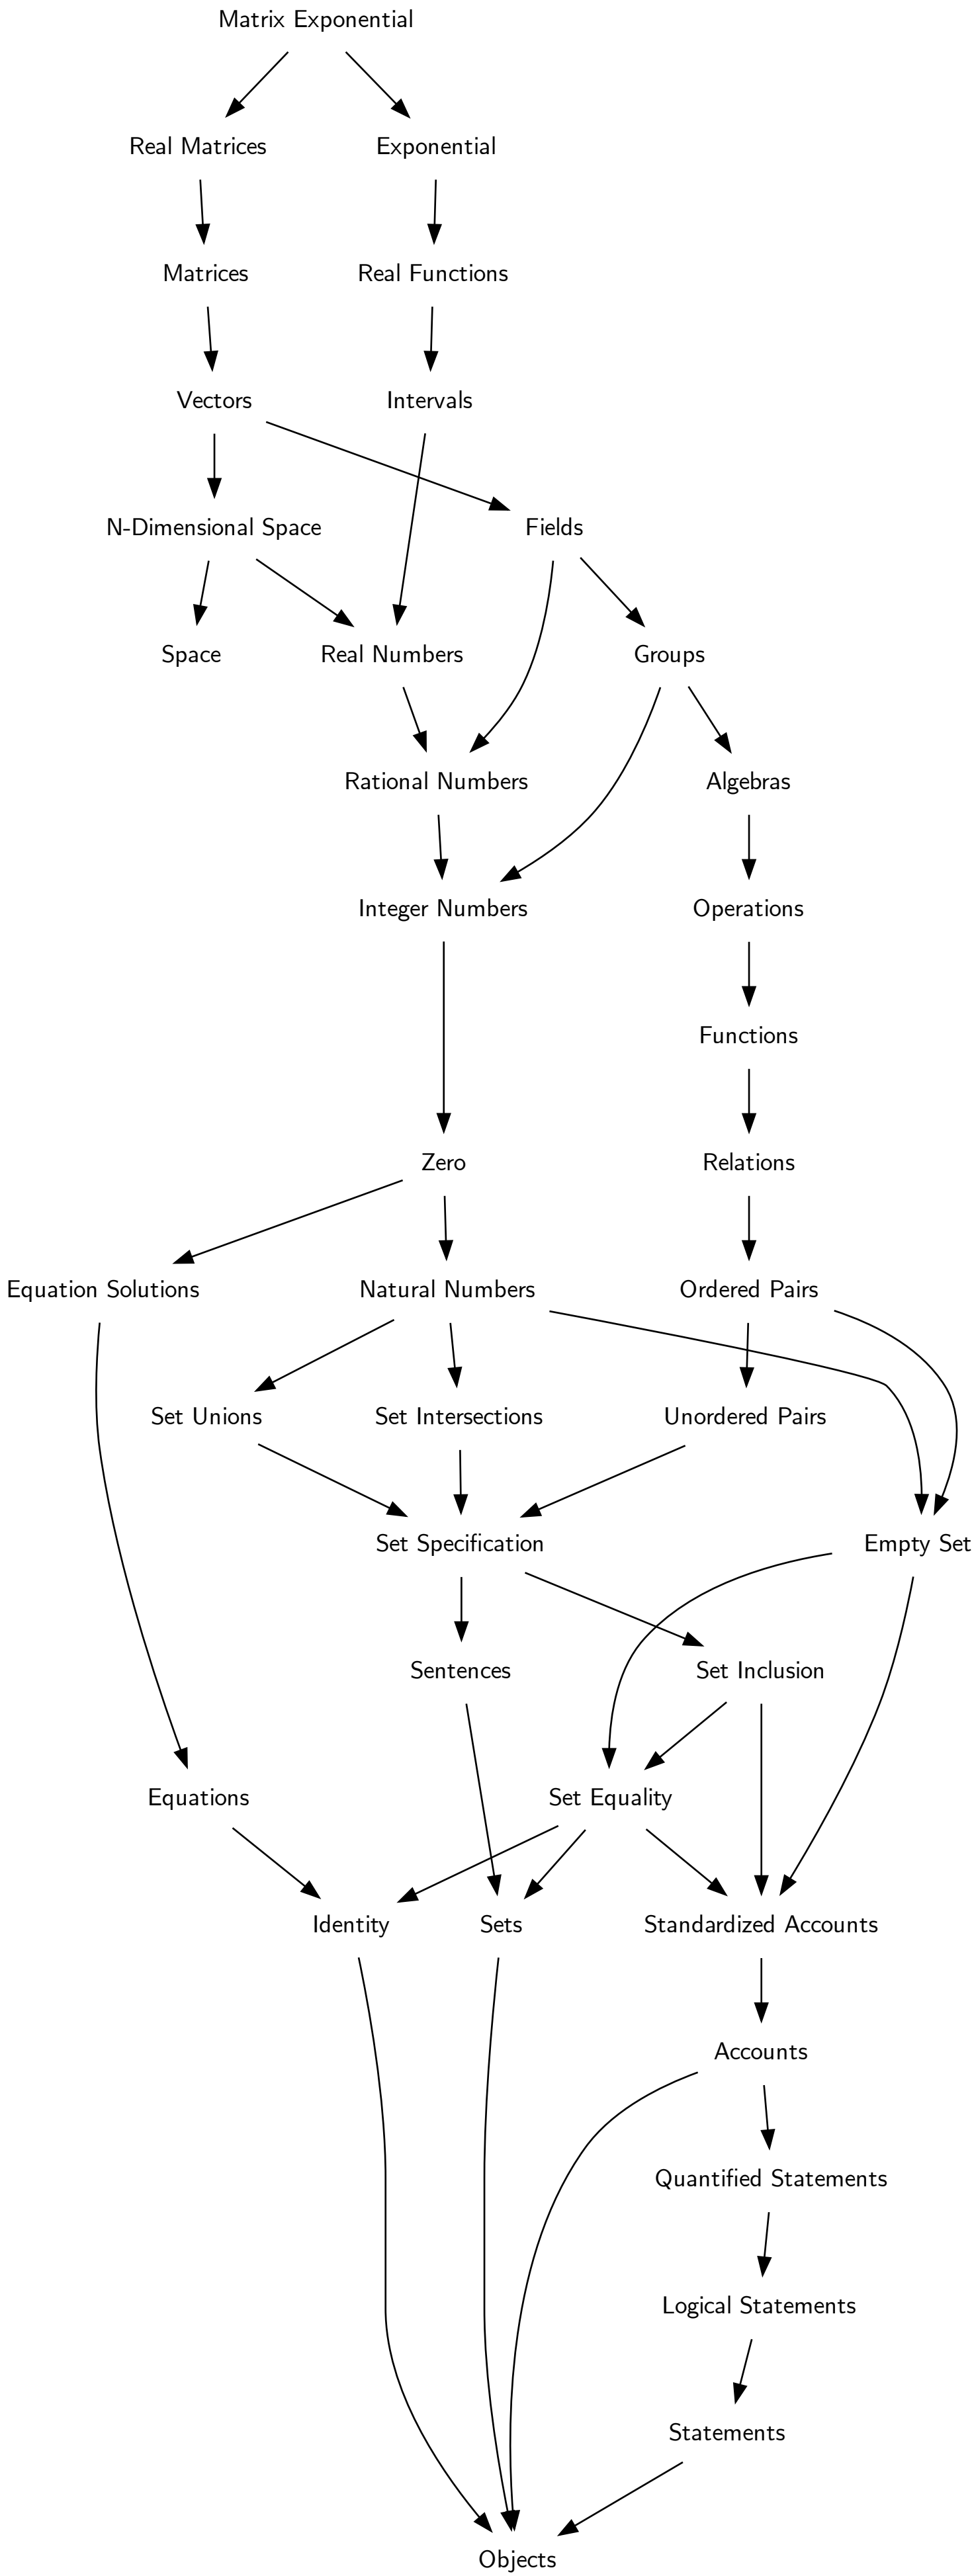 Matrix Exponential
Real Matrices
Exponential
Matrices
Real Functions
Vectors
Intervals
N-Dimensional Space
Fields
Space
Real Numbers
Groups
Rational Numbers
Algebras
Integer Numbers
Operations
Functions
Zero
Relations
Equation Solutions
Natural Numbers
Ordered Pairs
Set Unions
Set Intersections
Unordered Pairs
Set Specification
Empty Set
Sentences
Set Inclusion
Equations
Set Equality
Identity
Sets
Standardized Accounts
Accounts
Quantified Statements
Logical Statements
Statements
Objects